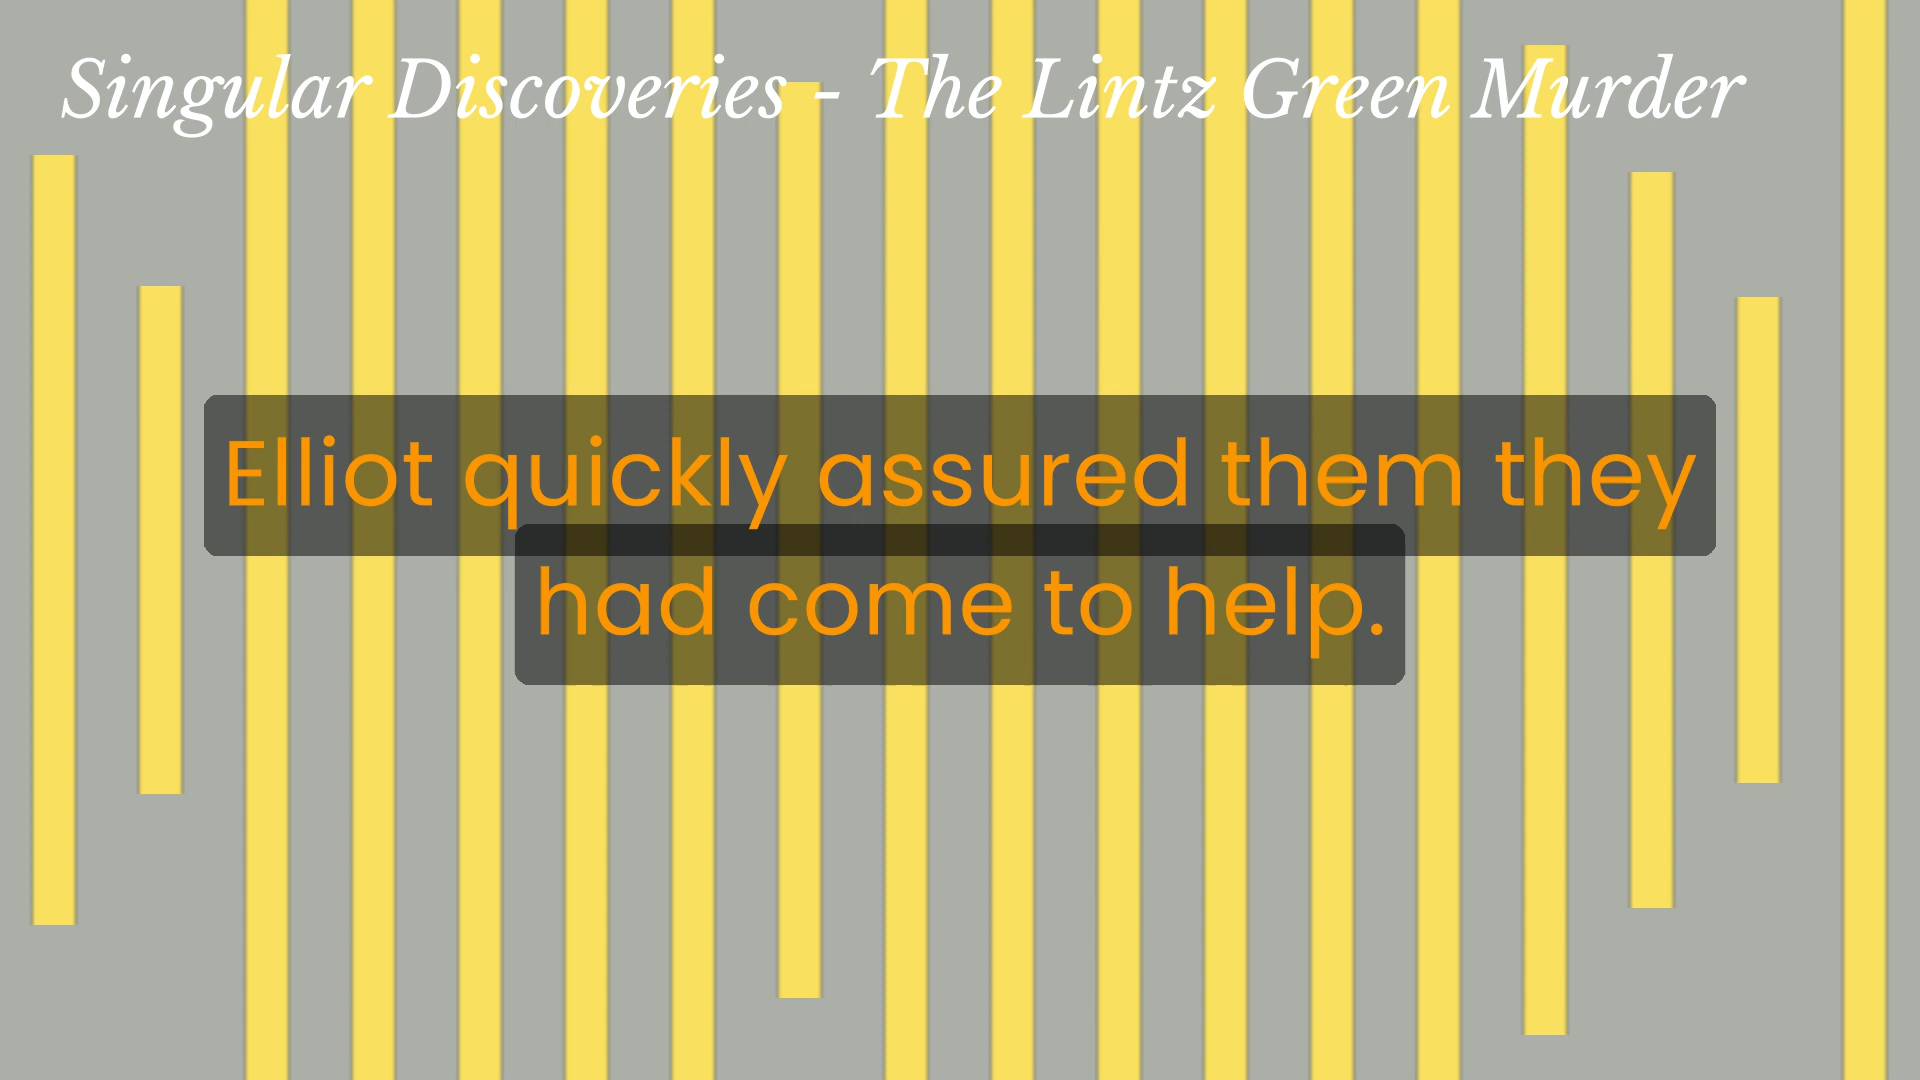 Singular Discoveries - The Lintz Green Murder
Elliot quickly assured them they
had come to help.